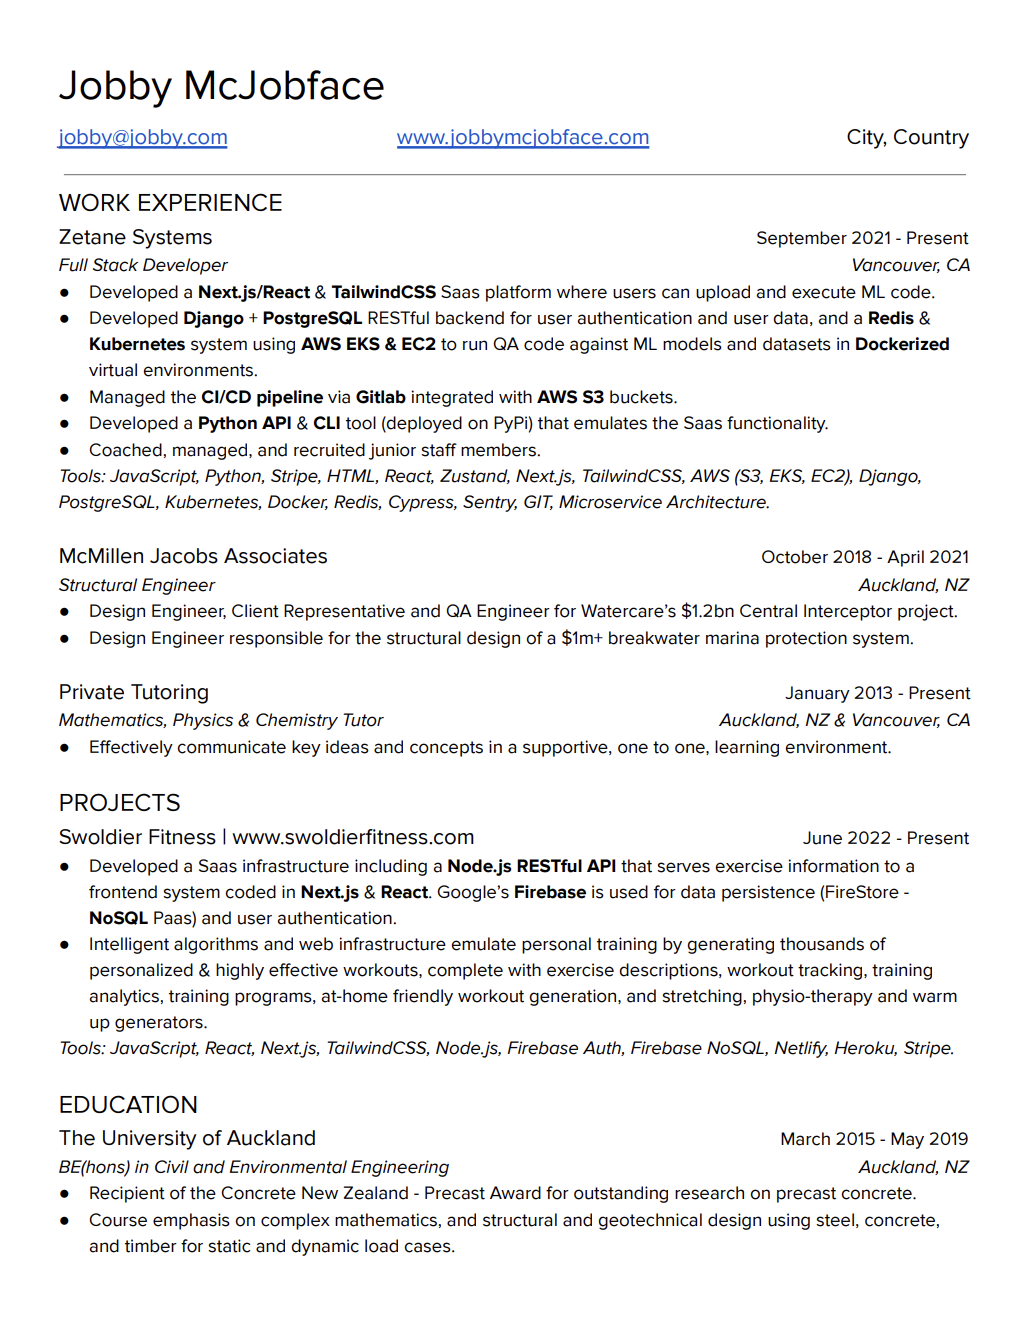 Jobby McJobface
jobby@jobby.com www.jobbymcjobface.com City, Country
WORK EXPERIENCE
Zetane Systems September 2021 - Present
Full Stack Developer Vancouver, CA
● Developed a Next.js/React & TailwindCSS Saas platform where users can upload and execute ML code.
● Developed Django + PostgreSQL RESTful backend for user authentication and user data, and a Redis &
Kubernetes system using AWS EKS & EC2 to run QA code against ML models and datasets in Dockerized
virtual environments.
● Managed the CI/CD pipeline via Gitlab integrated with AWS S3 buckets.
● Developed a Python API & CLI tool (deployed on PyPi) that emulates the Saas functionality.
● Coached, managed, and recruited junior staff members.
Tools: JavaScript, Python, Stripe, HTML, React, Zustand, Next.js, TailwindCSS, AWS (S3, EKS, EC2), Django,
PostgreSQL, Kubernetes, Docker, Redis, Cypress, Sentry, GIT, Microservice Architecture.
McMillen Jacobs Associates October 2018 - April 2021
Structural Engineer Auckland, NZ
● Design Engineer, Client Representative and QA Engineer for Watercare's $1.2bn Central Interceptor project.
● Design Engineer responsible for the structural design of a $1m+ breakwater marina protection system.
Private Tutoring January 2013 - Present
Mathematics, Physics & Chemistry Tutor Auckland, NZ & Vancouver, CA
● Effectively communicate key ideas and concepts in a supportive, one to one, learning environment.
PROJECTS
Swoldier Fitness | www.swoldierfitness.com June 2022 - Present
● Developed a Saas infrastructure including a Node.js RESTful API that serves exercise information to a
frontend system coded in Next.js & React. Google's Firebase is used for data persistence (FireStore -
NoSQL Paas) and user authentication.
● Intelligent algorithms and web infrastructure emulate personal training by generating thousands of
personalized & highly effective workouts, complete with exercise descriptions, workout tracking, training
analytics, training programs, at-home friendly workout generation, and stretching, physio-therapy and warm
up generators.
Tools: JavaScript, React, Next.js, TailwindCSS, Node.js, Firebase Auth, Firebase NoSQL, Netlify, Heroku, Stripe.
EDUCATION
The University of Auckland March 2015 - May 2019
BE(hons) in Civil and Environmental Engineering Auckland, NZ
● Recipient of the Concrete New Zealand - Precast Award for outstanding research on precast concrete.
● Course emphasis on complex mathematics, and structural and geotechnical design using steel, concrete,
and timber for static and dynamic load cases.